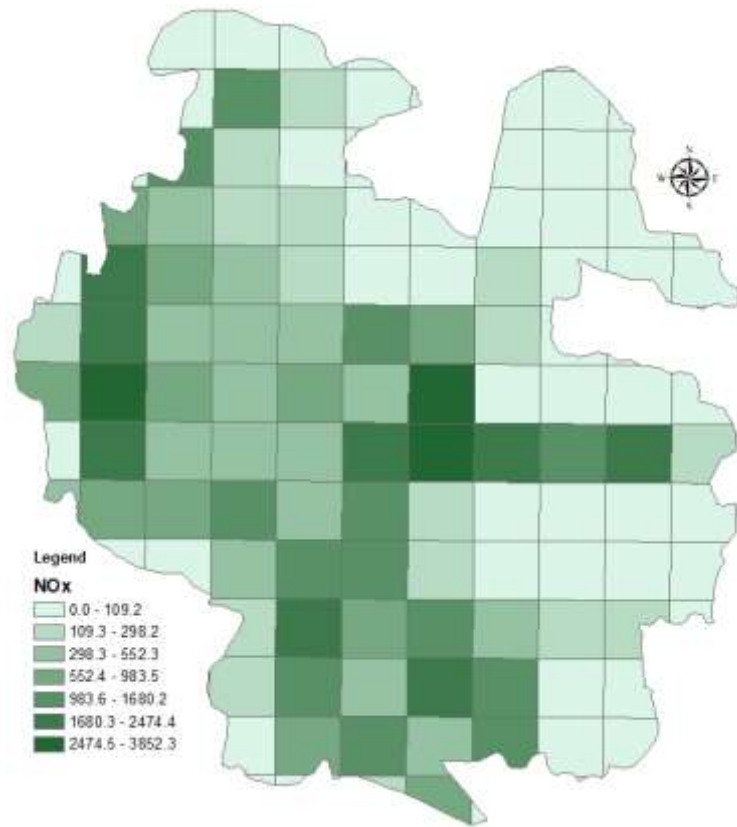 N
W
Legend
NOx
0.0 - 109.2
109.3 - 298.2
298.3 - 552.3
552.4 - 983.5
983.6 - 1680.2
1680.3 - 2474.4
2474.5 - 3852.3